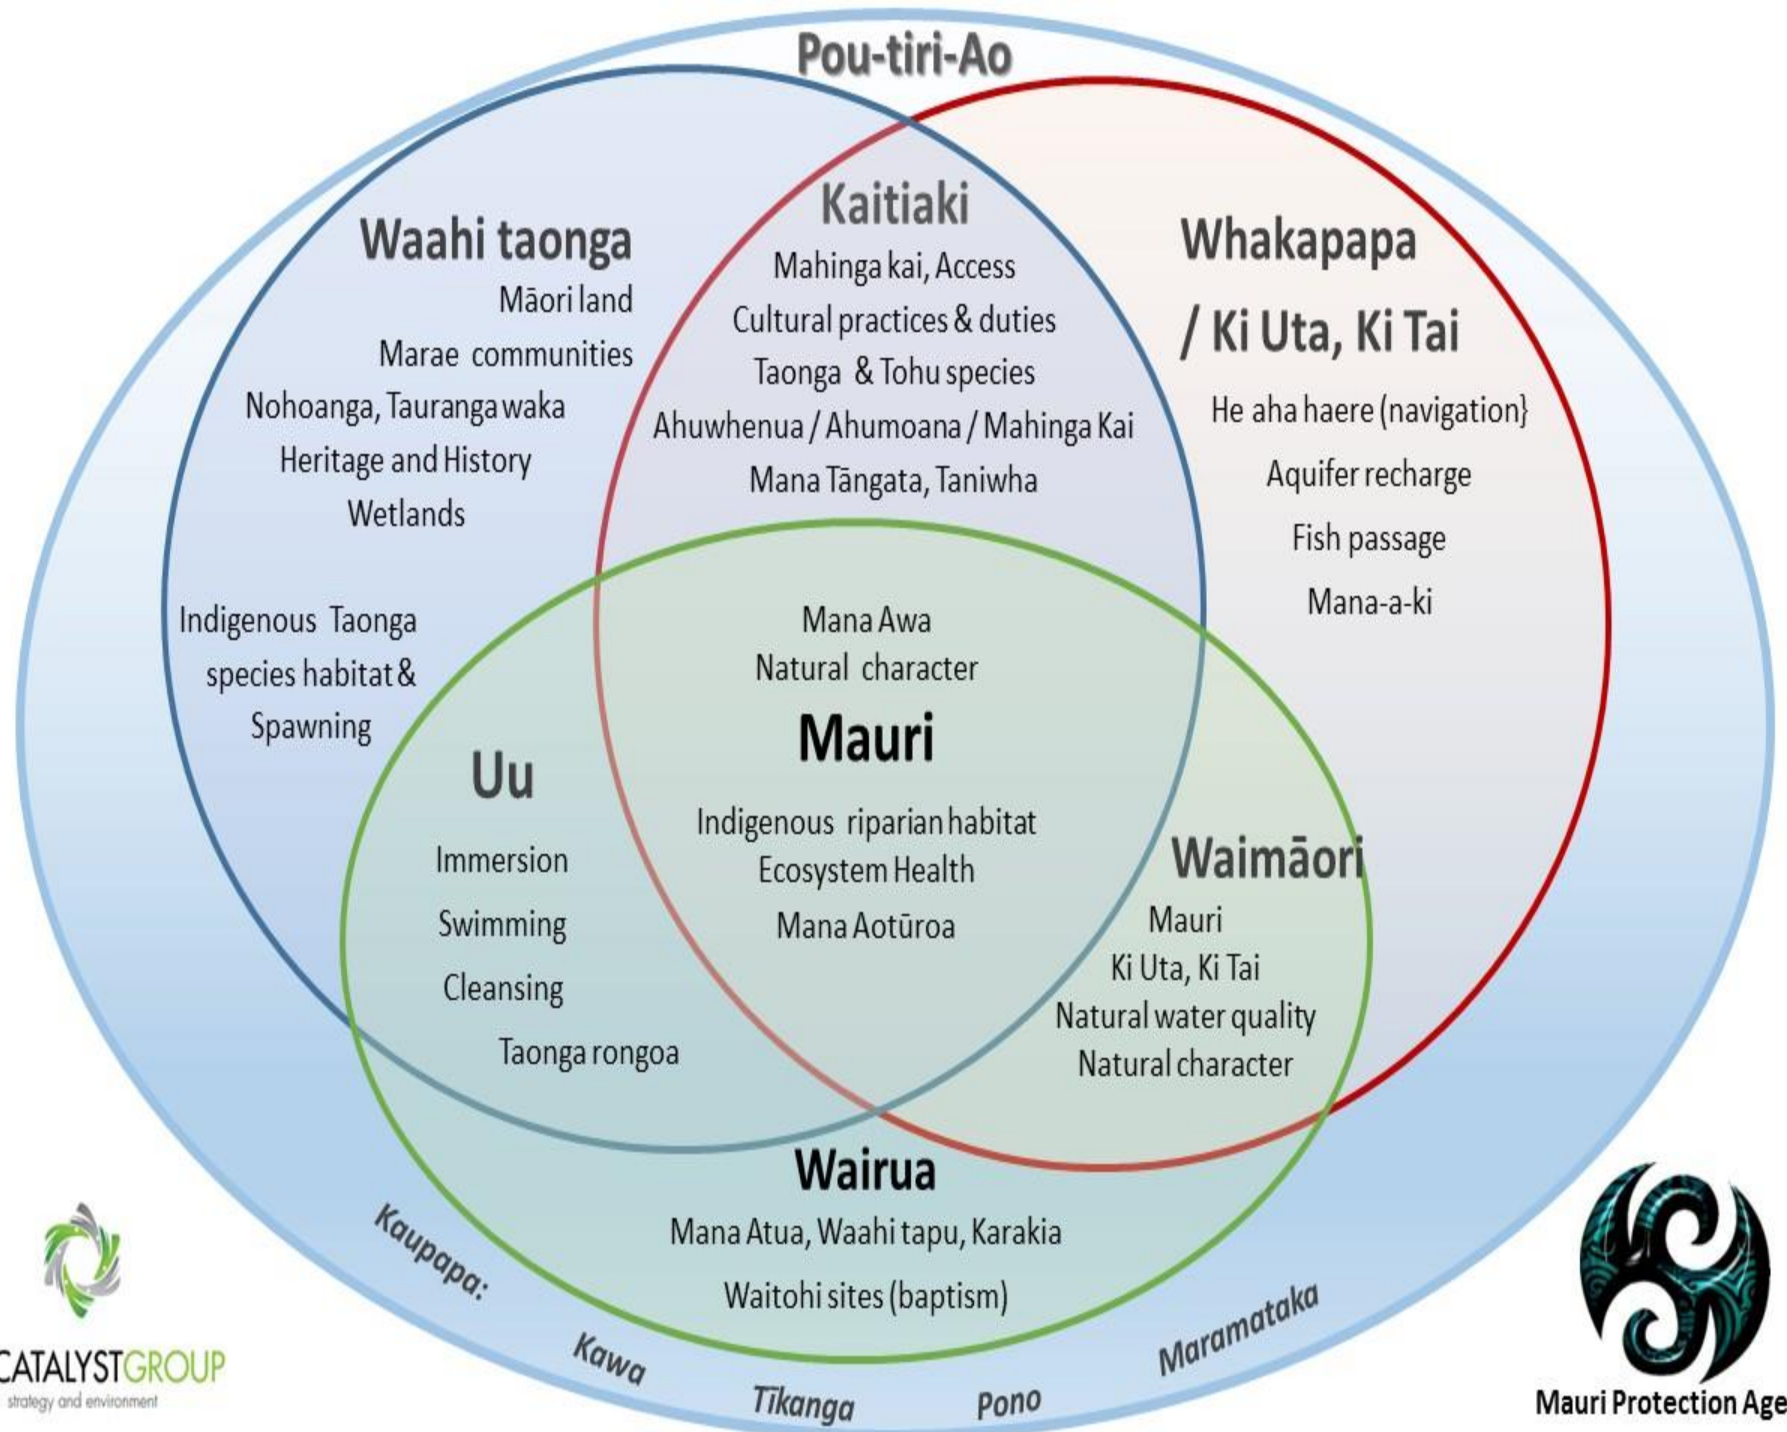 Pou-tiri-Ao
Waahi taonga
Māori land
Marae communities
Nohoanga, Tauranga waka
Heritage and History
Wetlands
Indigenous Taonga
species habitat &
Spawning
Kaitiaki
Mahinga kai, Access
Cultural practices & duties
Taonga & Tohu species
Ahuwhenua / Ahumoana / Mahinga Kai
Mana Tāngata, Taniwha
Whakapapa
/ Ki Uta, Ki Tai
He aha haere (navigation}
Aquifer recharge
Fish passage
Mana-a-ki
Mana Awa
Natural character
Mauri
Indigenous riparian habitat
Ecosystem Health
Mana Aotūroa
Uu
Immersion
Swimming
Cleansing
Taonga rongoa
Waimāori
Mauri
Ki Uta, Ki Tai
Natural water quality
Natural character
Wairua
Mana Atua, Waahi tapu, Karakia
Waitohi sites (baptism)
Kaupapa:
Kawa
Tīkanga
Pono
Maramataka
CATALYSTGROUP
strategy and environment
Mauri Protection Age